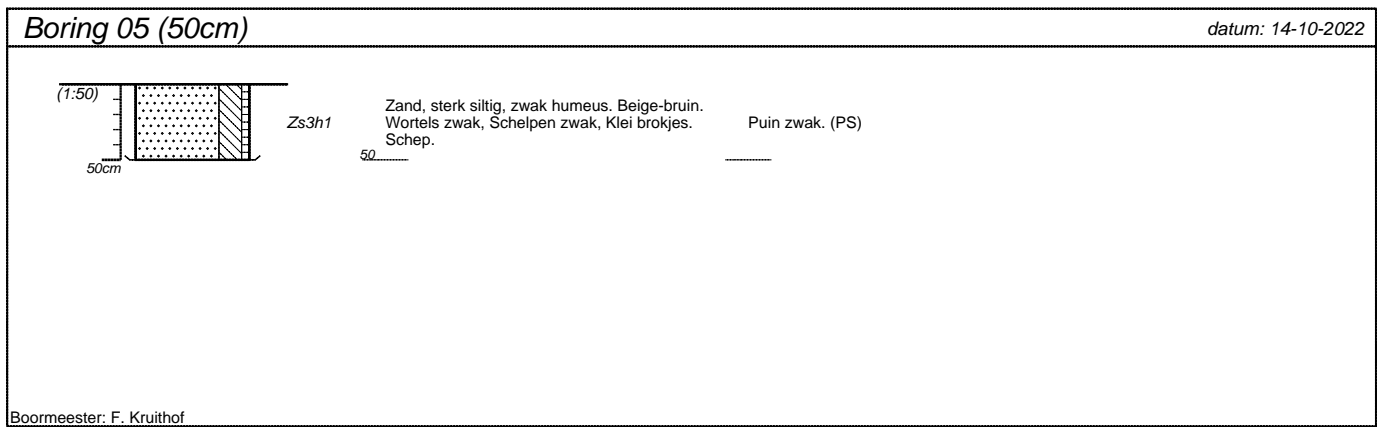 Boring 05 (50cm)
datum: 14-10-2022
(1:50)
Zs3h1
Zand, sterk siltig, zwak humeus. Beige-bruin.
Wortels zwak, Schelpen zwak, Klei brokjes.
Schep.
Puin zwak. (PS)
50
50cm
Boormeester: F. Kruithof